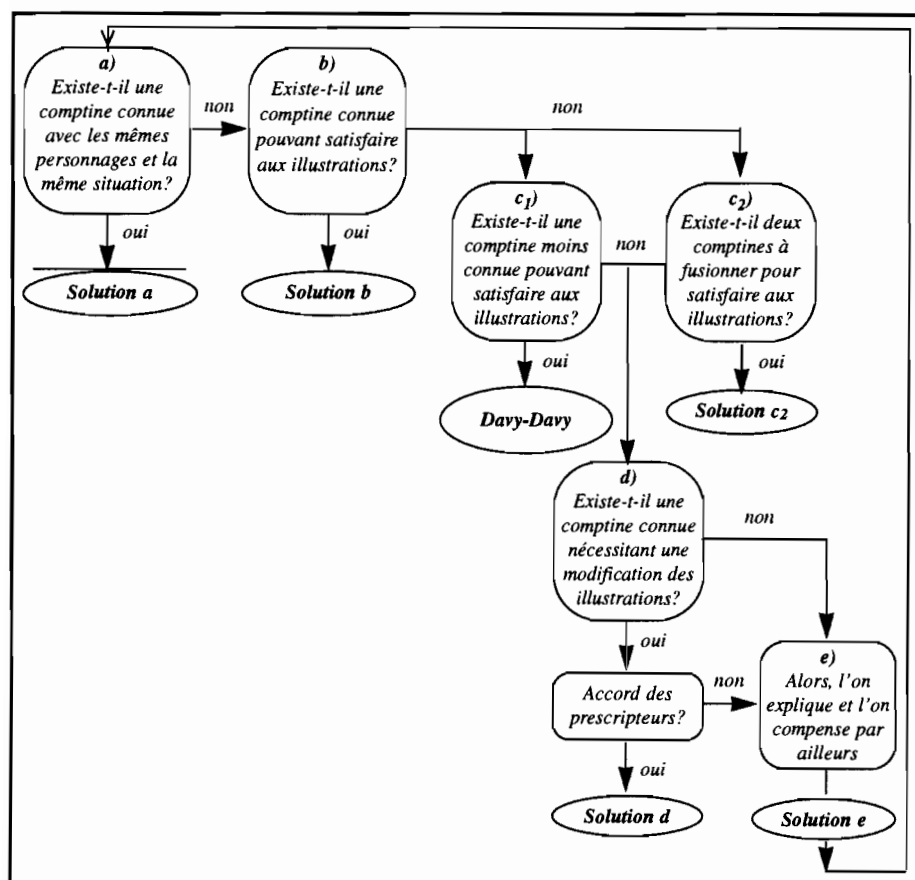 a)
Existe-t-il une
comptine connue
avec les mêmes
personnages et la
même situation?
non
oui
Solution a
b)
Existe-t-il une
comptine connue
pouvant satisfaire
aux illustrations?
non
oui
Solution b
c1)
Existe-t-il une
comptine moins
connue pouvant
satisfaire aux
illustrations?
non
oui
Davy-Davy
c2)
Existe-t-il deux
comptines à
fusionner pour
satisfaire aux
illustrations?
oui
Solution c2
d)
Existe-t-il une
comptine connue
nécessitant une
modification des
illustrations?
non
oui
Accord des
prescripteurs?
non
oui
Solution d
e)
Alors, l'on
explique et l'on
compense par
ailleurs
Solution e